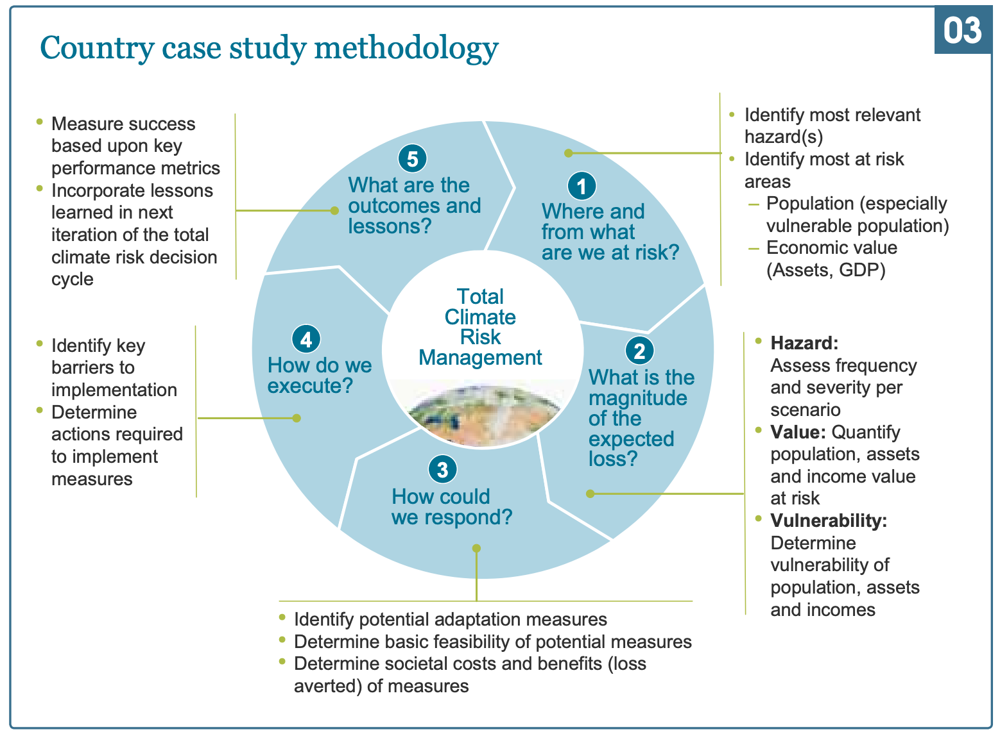 03
Country case study methodology
• Measure success
based upon key
performance metrics
• Incorporate lessons
learned in next
iteration of the total
climate risk decision
cycle
5
What are the
outcomes and
lessons?
1
Where and
from what
are we at risk?
• Identify most relevant
hazard(s)
• Identify most at risk
areas
– Population (especially
vulnerable population)
– Economic value
(Assets, GDP)
Total
Climate
Risk
Management
• Identify key
barriers to
implementation
• Determine
actions required
to implement
measures
4
How do we
execute?
2
What is the
magnitude
of the
expected
loss?
• Hazard:
Assess frequency
and severity per
scenario
• Value: Quantify
population, assets
and income value
at risk
• Vulnerability:
Determine
vulnerability of
population, assets
and incomes
3
How could
we respond?
• Identify potential adaptation measures
• Determine basic feasibility of potential measures
• Determine societal costs and benefits (loss
averted) of measures